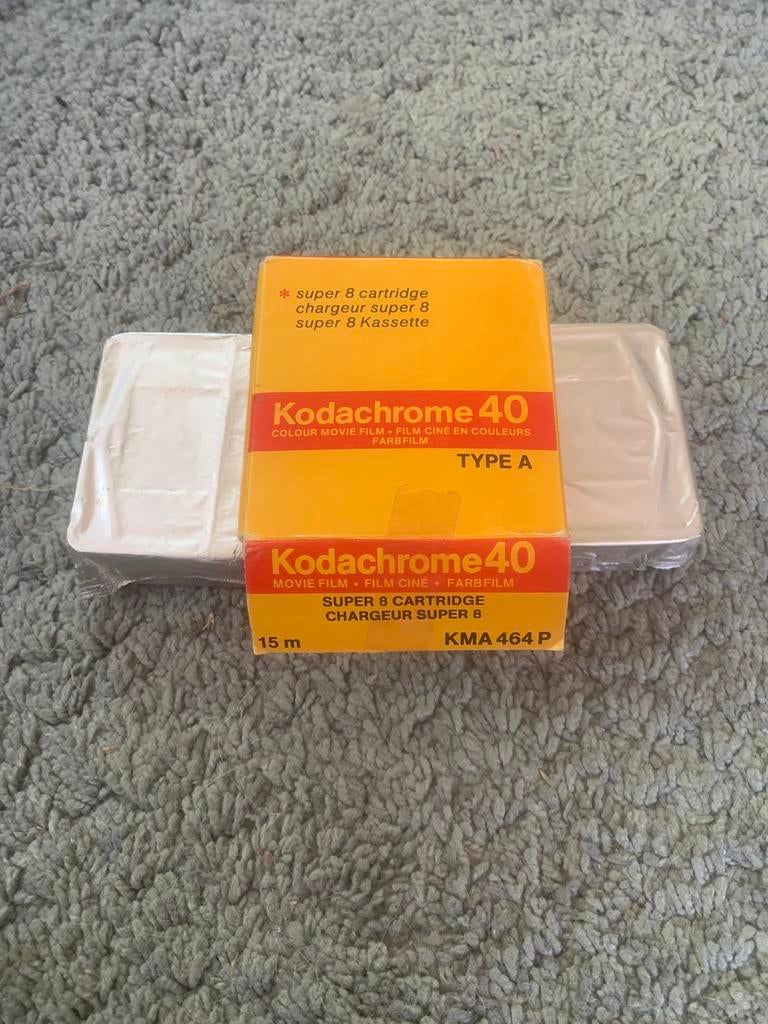 * super 8 cartridge
chargeur super 8
super 8 Kassette
Kodachrome 40
COLOUR MOVIE FILM • FILM CINÉ EN COULEURS
FARBFILM
TYPE A
Kodachrome 40
MOVIE FILM • FILM CINÉ • FARBFILM
SUPER 8 CARTRIDGE
CHARGEUR SUPER 8
15 m KMA 464 P